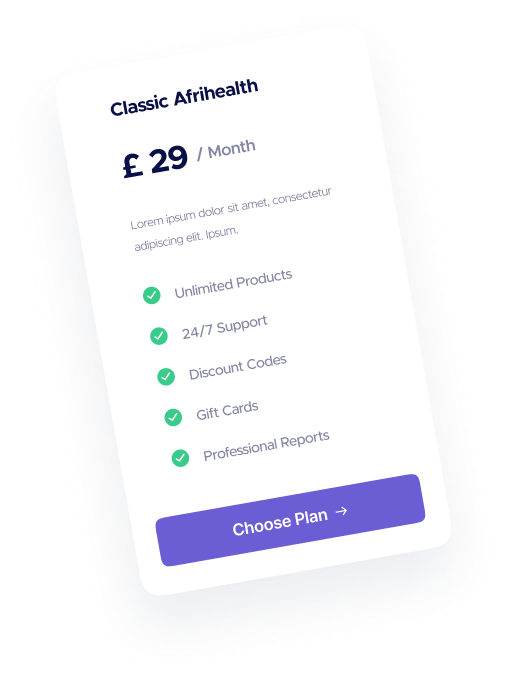 Classic Afrihealth
£ 29 / Month
Lorem ipsum dolor sit amet, consectetur
adipiscing elit. Ipsum.
Unlimited Products
24/7 Support
Discount Codes
Gift Cards
Professional Reports
Choose Plan →